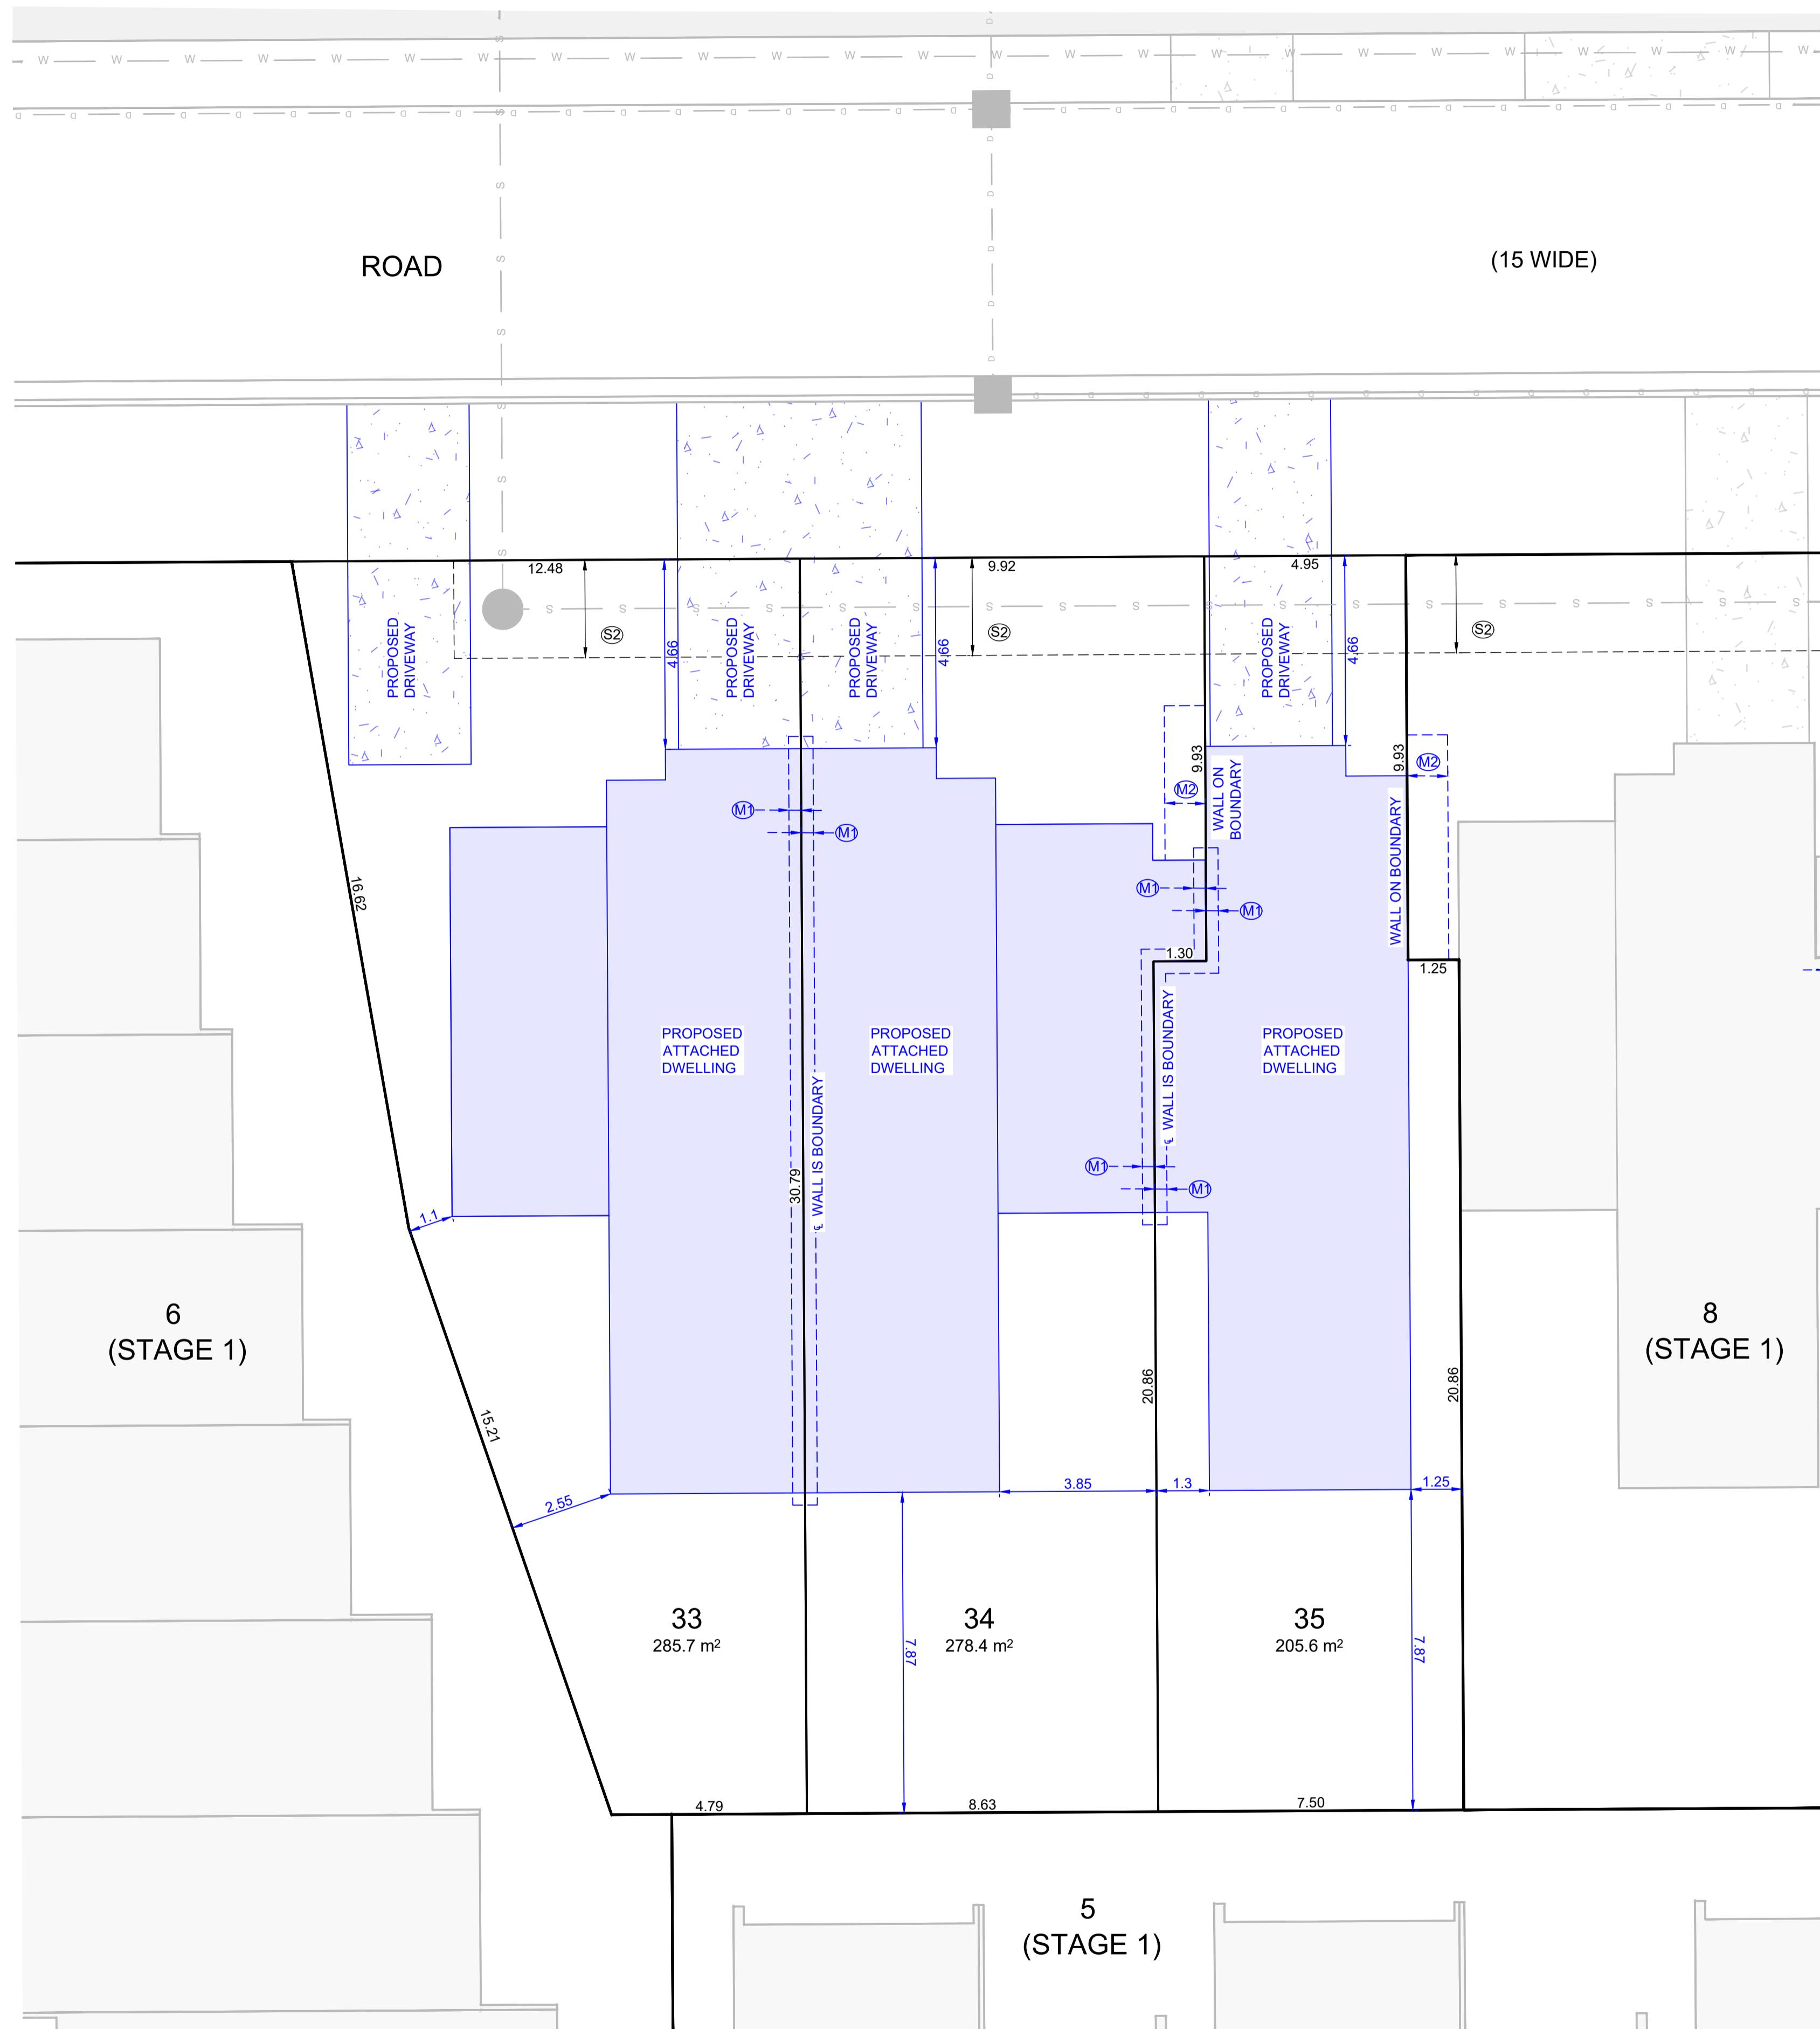 ROAD
(15 WIDE)
12.48
9.92
4.95
S2
S2
S2
PROPOSED
DRIVEWAY
PROPOSED
DRIVEWAY
PROPOSED
DRIVEWAY
PROPOSED
DRIVEWAY
4.66
4.66
4.66
9.93
9.93
M2
M2
WALL ON
BOUNDARY
WALL ON BOUNDARY
M1
M1
M1
M1
16.62
1.30
1.25
PROPOSED
ATTACHED
DWELLING
PROPOSED
ATTACHED
DWELLING
PROPOSED
ATTACHED
DWELLING
℄ WALL IS BOUNDARY
℄ WALL IS BOUNDARY
M1
M1
30.79
1.1
6
(STAGE 1)
8
(STAGE 1)
20.86
20.86
15.21
2.55
3.85
1.3
1.25
33
285.7 m²
34
278.4 m²
35
205.6 m²
7.87
7.87
4.79
8.63
7.50
5
(STAGE 1)